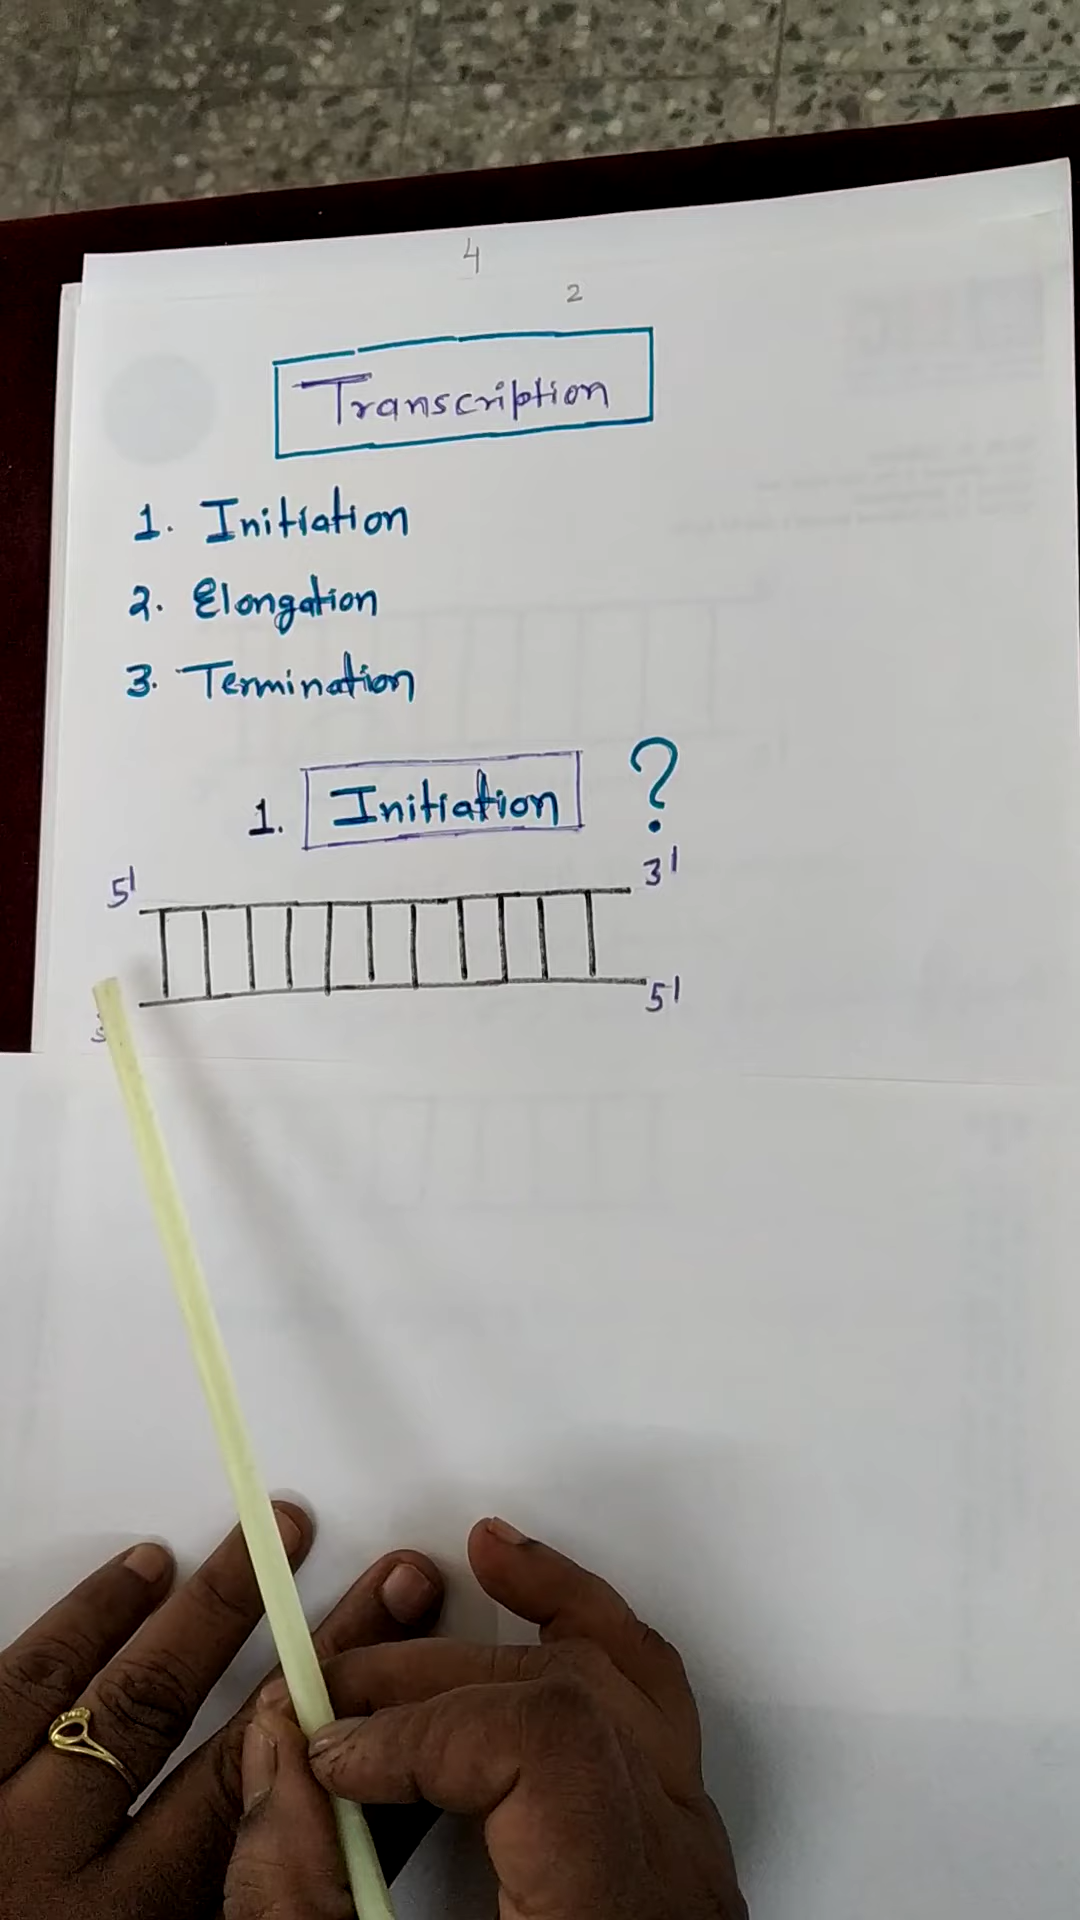 4
2
Transcription
1. Initiation
2. Elongation
3. Termination
1. Initiation ?
5' 3'
5'